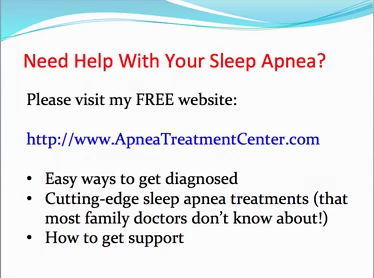 Need Help With Your Sleep Apnea?
Please visit my FREE website:
http://www.ApneaTreatmentCenter.com
• Easy ways to get diagnosed
• Cutting-edge sleep apnea treatments (that
most family doctors don't know about!)
• How to get support